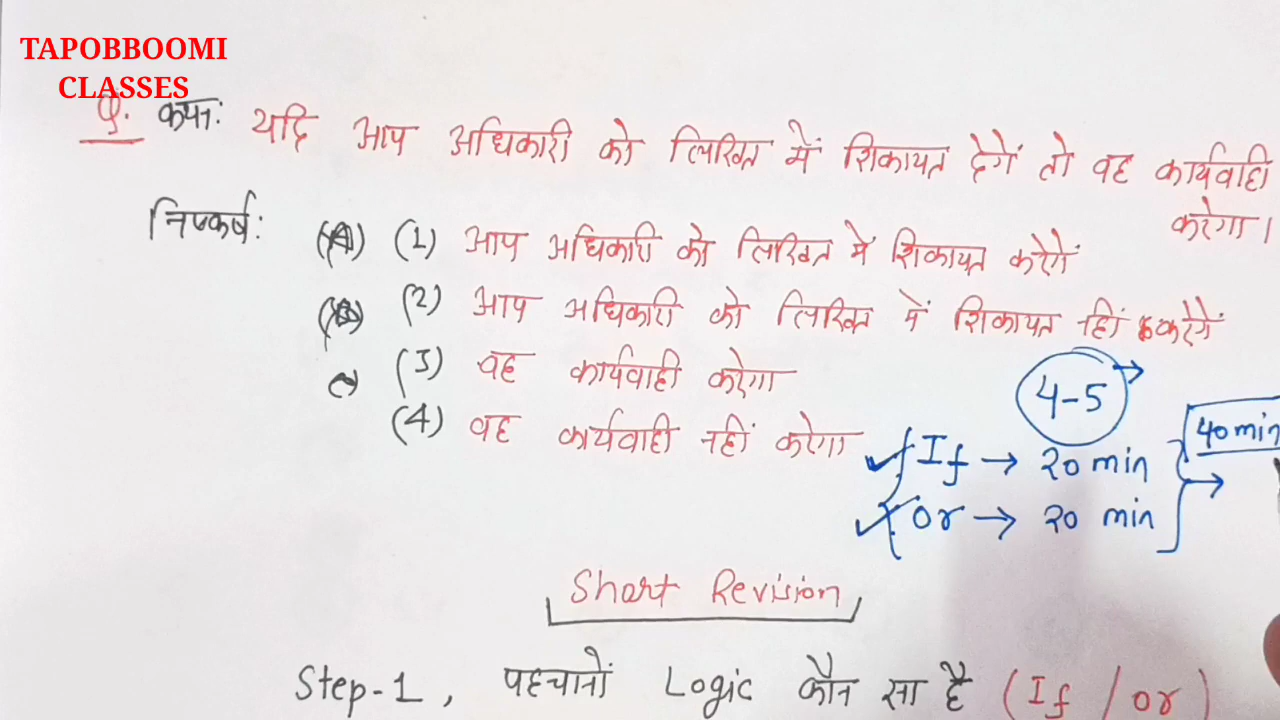 TAPOBBOOMI
CLASSES
Q. कथन: यदि आप अधिकारी को लिखित में शिकायत देगें तो वह कार्यवाही
करेगा।
निष्कर्ष: (A) (1) आप अधिकारी को लिखित में शिकायत करेगें
(B) (2) आप अधिकारी को लिखित में शिकायत नहीं करेगें
(3) वह कार्यवाही करेगा
(4) वह कार्यवाही नहीं करेगा
4-5
If → 20 min
or → 20 min
40 min
Short Revision
Step-1, पहचानों Logic कौन सा है (If / or)